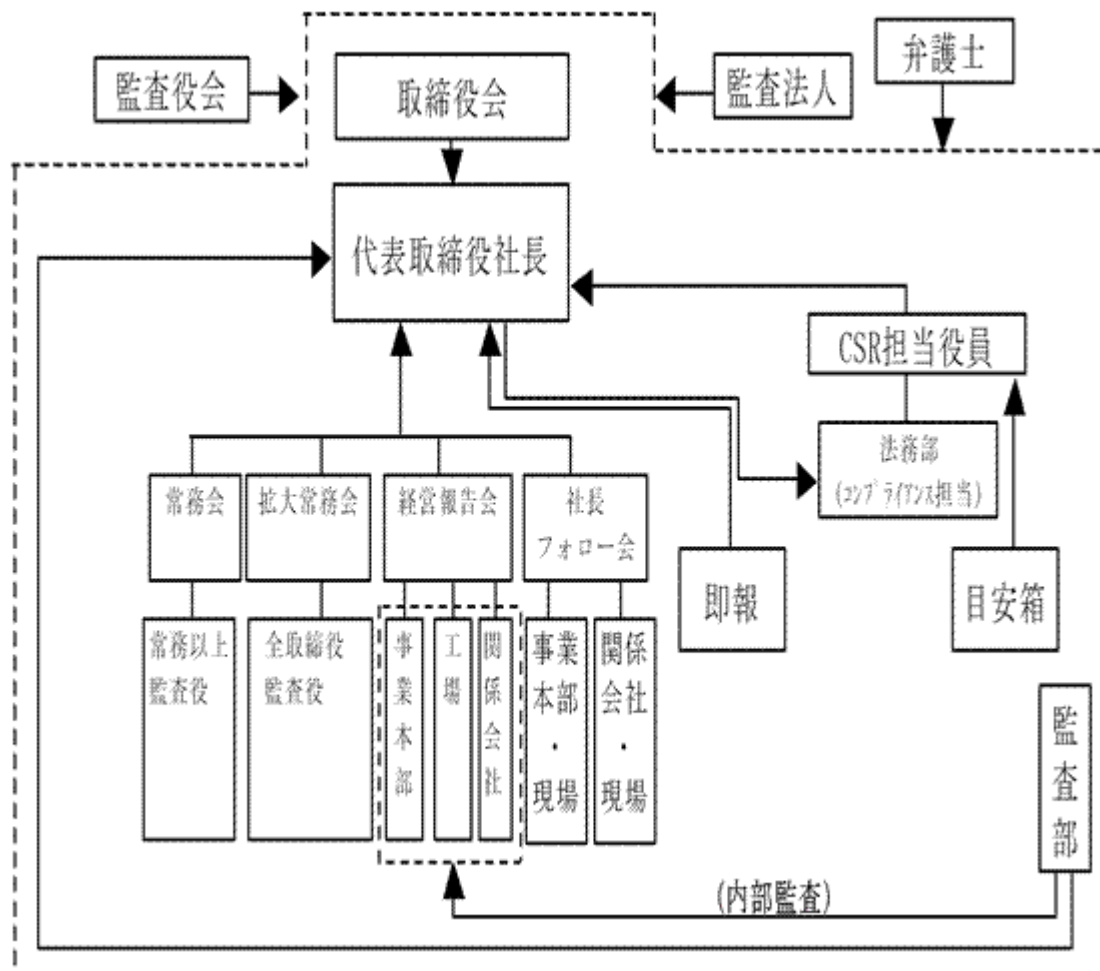 弁護士
監査役会
取締役会
監査法人
代表取締役社長
CSR担当役員
法務部
(ｺﾝﾌﾟﾗｲｱﾝｽ担当)
常務会
拡大常務会
経営報告会
社長
フォロー会
即報
目安箱
常務以上
監査役
全取締役
監査役
事業本部
工場
関係会社
事業
本部
・
現場
関係
会社
・
現場
監査部
(内部監査)